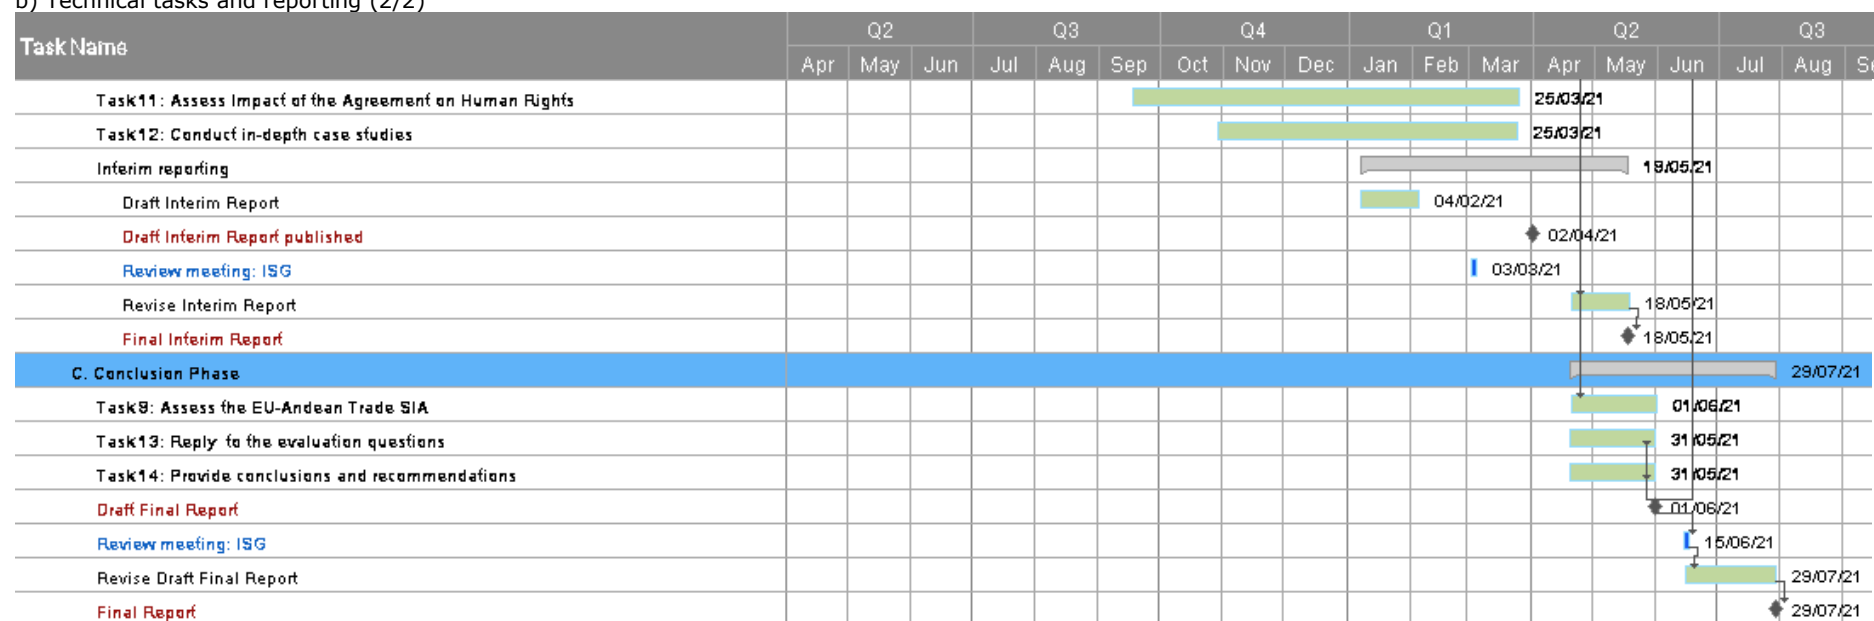 b) Technical tasks and reporting (2/2)
Task Name
Q2 Q3 Q4 Q1 Q2 Q3
Apr May Jun Jul Aug Sep Oct Nov Dec Jan Feb Mar Apr May Jun Jul Aug
Task11: Assess Impact of the Agreement on Human Rights 25/03/21
Task12: Conduct in-depth case studies 25/03/21
Interim reporting 19/05/21
Draft Interim Report 04/02/21
Draft Interim Report published 02/04/21
Review meeting: ISG 03/03/21
Revise Interim Report 18/05/21
Final Interim Report 18/05/21
C. Conclusion Phase 29/07/21
Task9: Assess the EU-Andean Trade SIA 01/06/21
Task13: Reply to the evaluation questions 31/05/21
Task14: Provide conclusions and recommendations 31/05/21
Draft Final Report 01/06/21
Review meeting: ISG 15/06/21
Revise Draft Final Report 29/07/21
Final Report 29/07/21